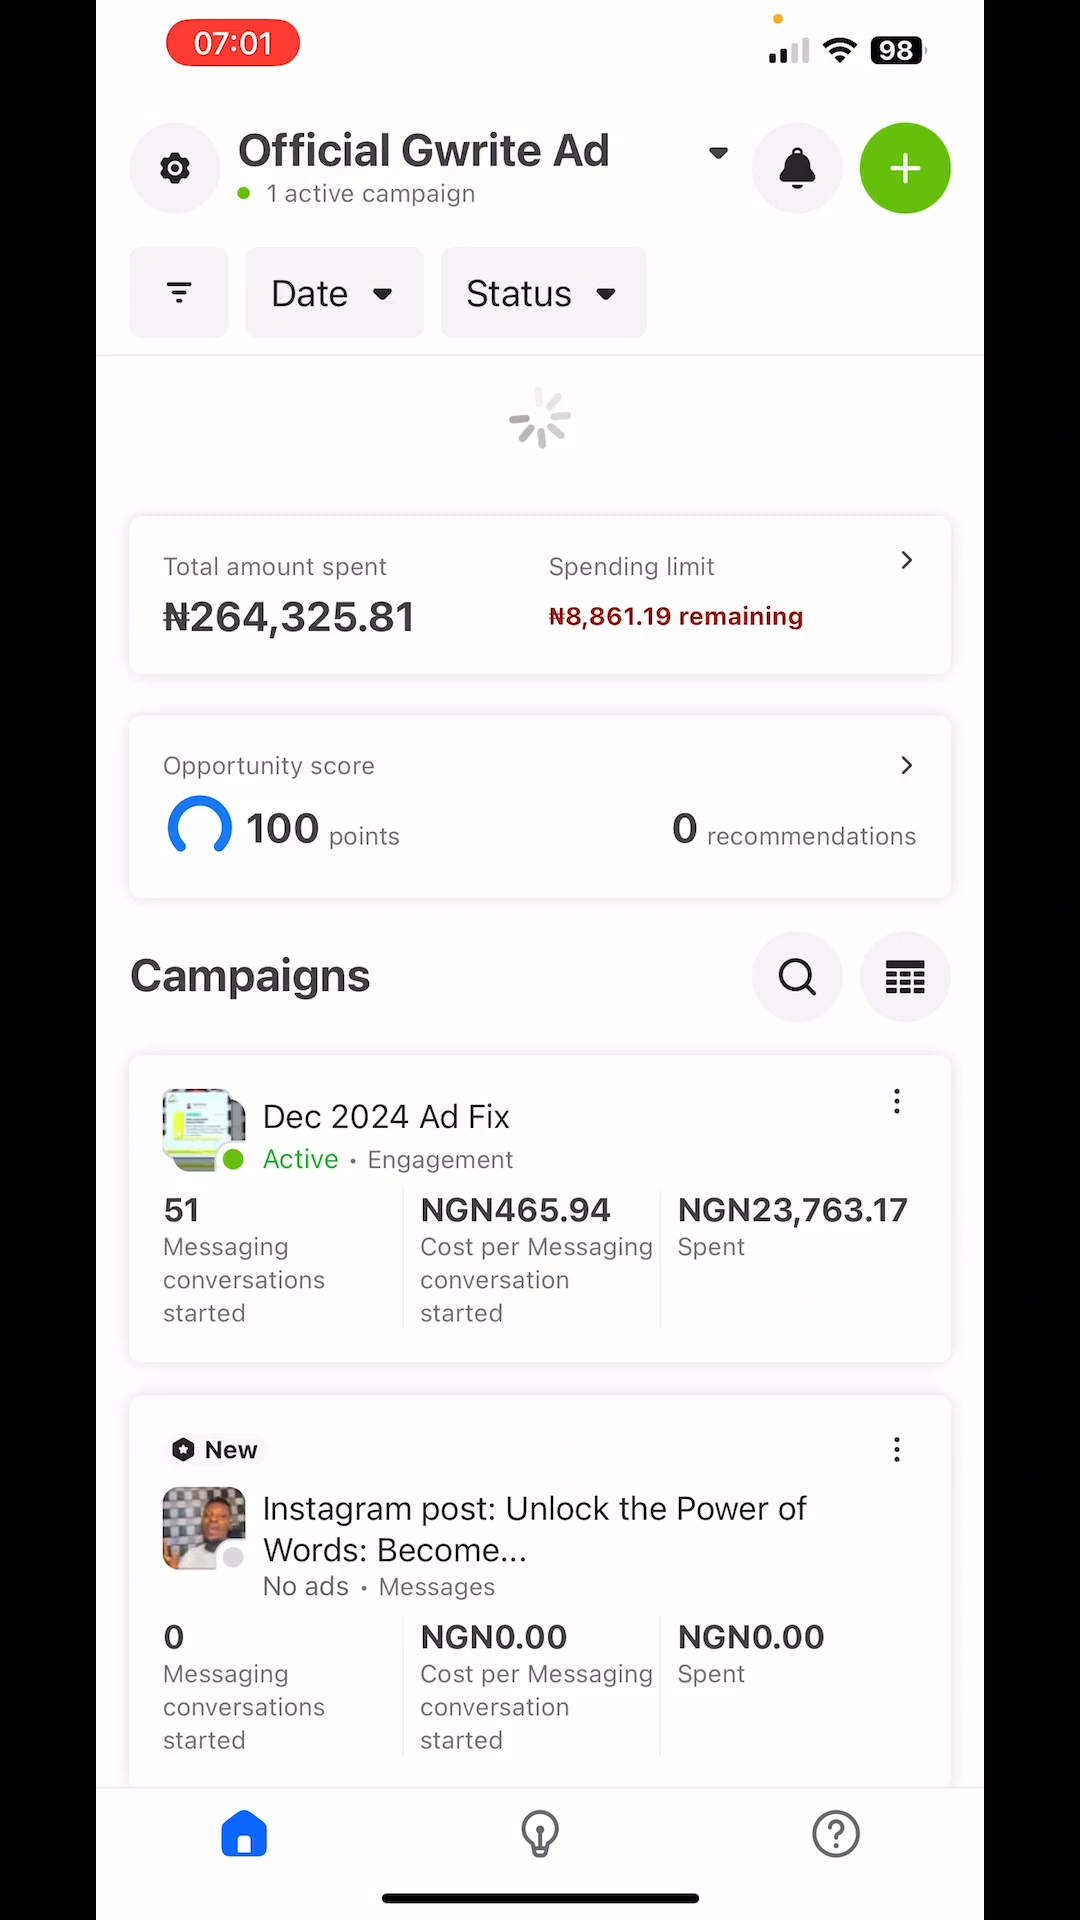 07:01
98
Official Gwrite Ad
1 active campaign
Date
Status
Total amount spent
Spending limit
₦264,325.81
₦8,861.19 remaining
Opportunity score
100 points
0 recommendations
Campaigns
Dec 2024 Ad Fix
Active • Engagement
51
NGN465.94
NGN23,763.17
Messaging
conversations
started
Cost per Messaging
conversation
started
Spent
New
Instagram post: Unlock the Power of
Words: Become...
No ads • Messages
0
NGN0.00
NGN0.00
Messaging
conversations
started
Cost per Messaging
conversation
started
Spent